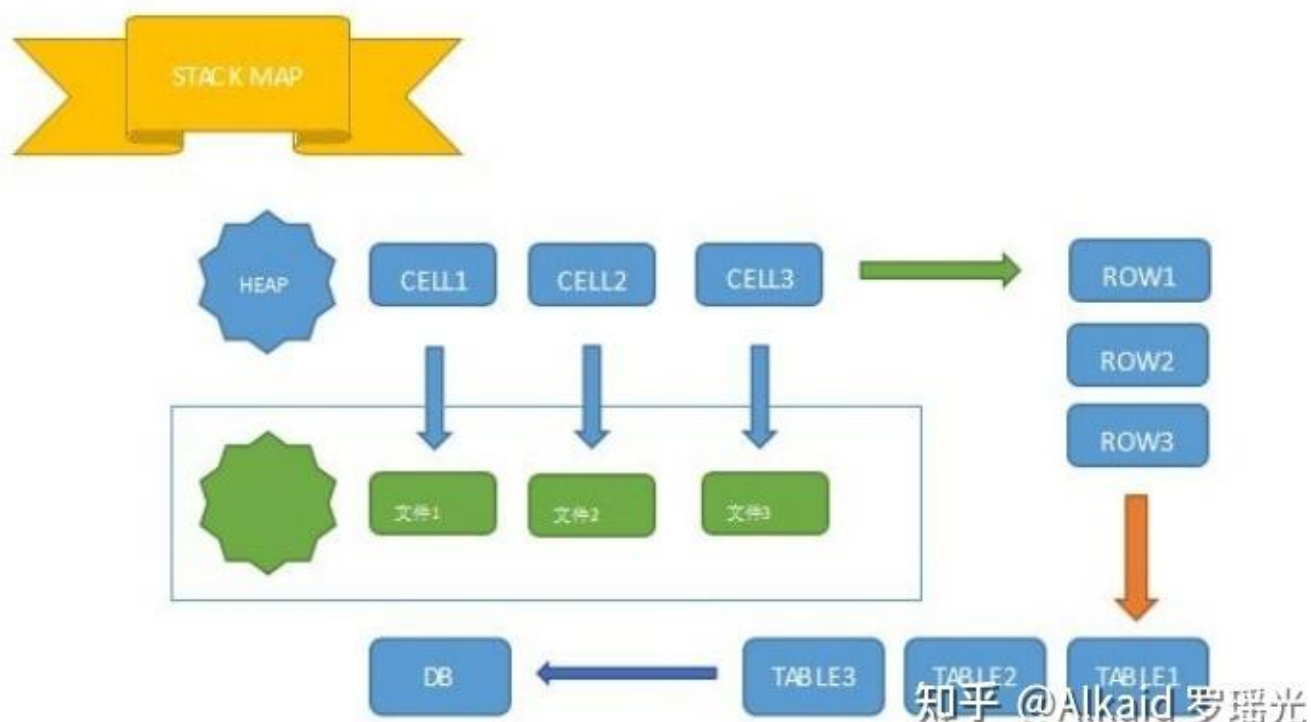 STACK MAP
HEAP
CELL1
CELL2
CELL3
ROW1
ROW2
ROW3
文件1
文件2
文件3
DB
TABLE3
TABLE2
TABLE1
知乎 @Alkaid 罗瑶光